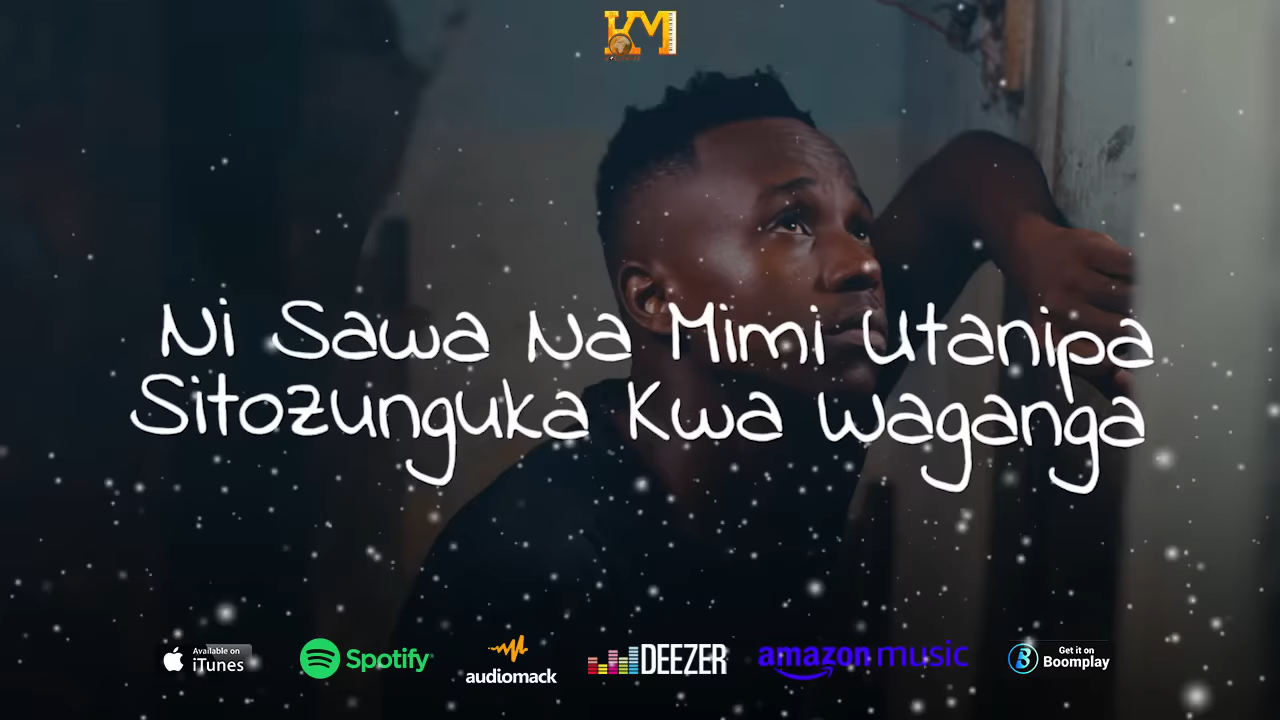 KM
Ni Sawa Na Mimi Utanipa
Sitozunguka Kwa Waganga
Available on
iTunes
Spotify
audiomack
DEEZER
amazon music
Get it on
Boomplay